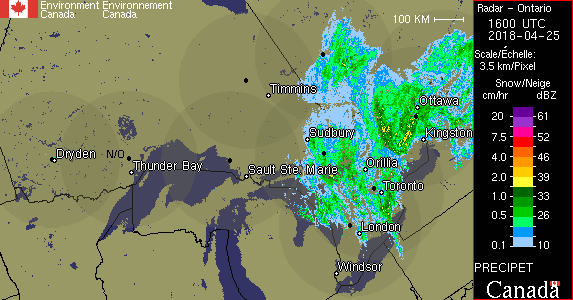 Environment Environnement
Canada Canada
100 KM
Timmins
Ottawa
Sudbury
Kingston
Dryden
N/O
Thunder Bay
Sault Ste. Marie
Orillia
Toronto
London
Windsor
Radar - Ontario
1600 UTC
2018-04-25
Scale/Échelle:
3.5 km/Pixel
Snow/Neige
cm/hr dBZ
20 61
7.5 52
4.0 46
2.0 39
1.0 33
0.5 26
0.1 10
PRECIPET
Canada